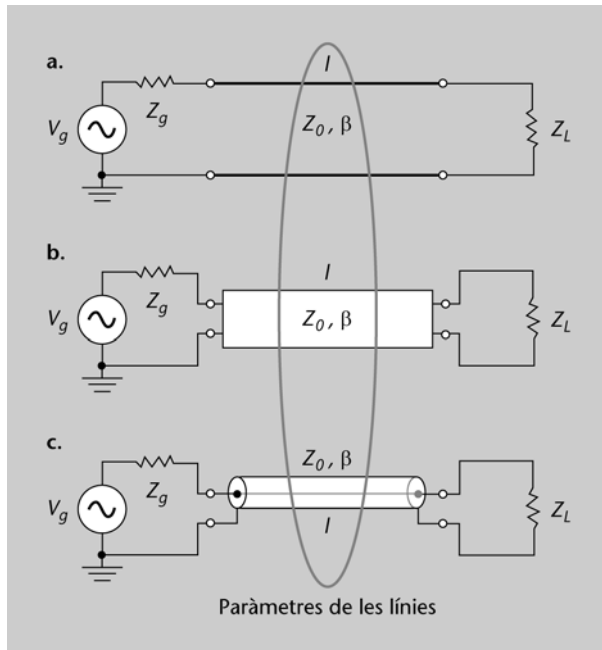 a.
l
Zg
Z0, β
Vg
ZL
b.
l
Zg
Z0, β
Vg
ZL
c.
Z0, β
Zg
Vg
l
ZL
Paràmetres de les línies